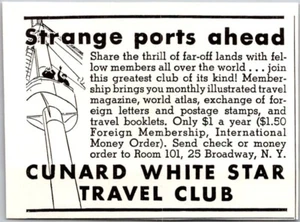 Strange ports ahead
Share the thrill of far-off lands with fel-
low members all over the world . . . join
this greatest club of its kind! Member-
ship brings you monthly illustrated travel
magazine, world atlas, exchange of for-
eign letters and postage stamps, and
travel booklets. Only $1 a year ($1.50
Foreign Membership, International
Money Order). Send check or money
order to Room 101, 25 Broadway, N. Y.
CUNARD WHITE STAR
TRAVEL CLUB